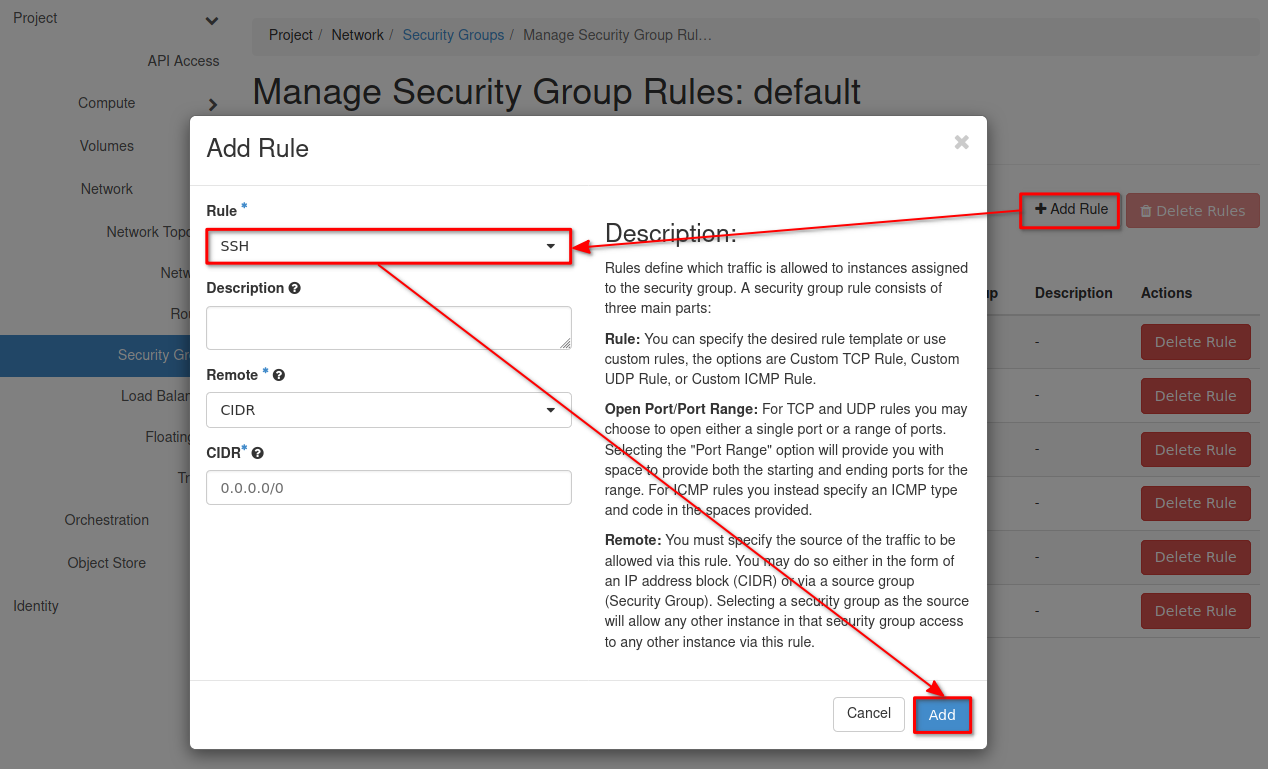 Project
API Access
Compute
Volumes
Network
Network Topo
Netw
Rou
Security Gr
Load Balan
Floating
Tr
Orchestration
Object Store
Identity
Project / Network / Security Groups / Manage Security Group Rul...
Manage Security Group Rules: default
+ Add Rule
Delete Rules
up Description Actions
- Delete Rule
- Delete Rule
- Delete Rule
- Delete Rule
- Delete Rule
- Delete Rule
Add Rule
×
Rule *
SSH
Description ?
Remote * ?
CIDR
CIDR* ?
0.0.0.0/0
Description:
Rules define which traffic is allowed to instances assigned
to the security group. A security group rule consists of
three main parts:
Rule: You can specify the desired rule template or use
custom rules, the options are Custom TCP Rule, Custom
UDP Rule, or Custom ICMP Rule.
Open Port/Port Range: For TCP and UDP rules you may
choose to open either a single port or a range of ports.
Selecting the "Port Range" option will provide you with
space to provide both the starting and ending ports for the
range. For ICMP rules you instead specify an ICMP type
and code in the spaces provided.
Remote: You must specify the source of the traffic to be
allowed via this rule. You may do so either in the form of
an IP address block (CIDR) or via a source group
(Security Group). Selecting a security group as the source
will allow any other instance in that security group access
to any other instance via this rule.
Cancel
Add